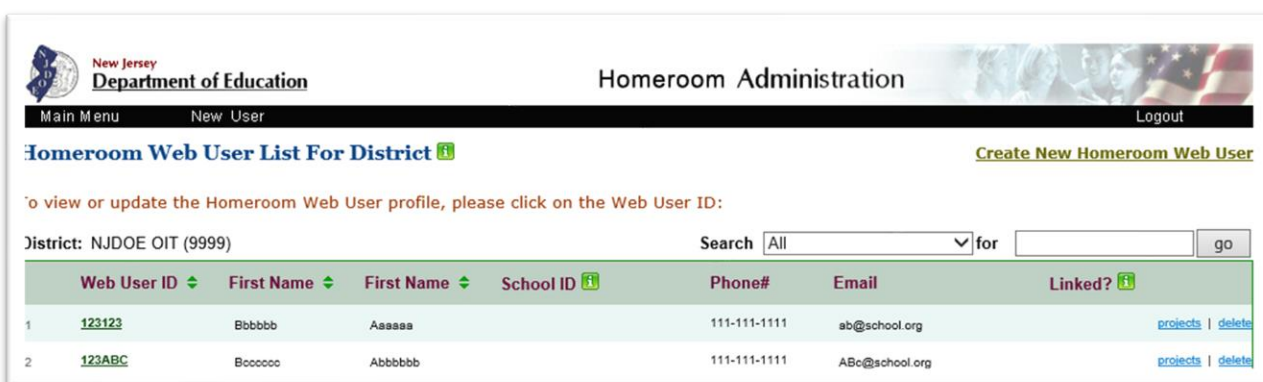 New Jersey
Department of Education
Homeroom Administration
NJDOE
Main Menu New User Logout
Homeroom Web User List For District
Create New Homeroom Web User
o view or update the Homeroom Web User profile, please click on the Web User ID:
District: NJDOE OIT (9999) Search All for go
Web User ID First Name First Name School ID Phone# Email Linked?
1 123123 Bbbbbb Aaaaaa 111-111-1111 ab@school.org projects | delete
2 123ABC Bcccccc Abbbbbb 111-111-1111 ABc@school.org projects | delete